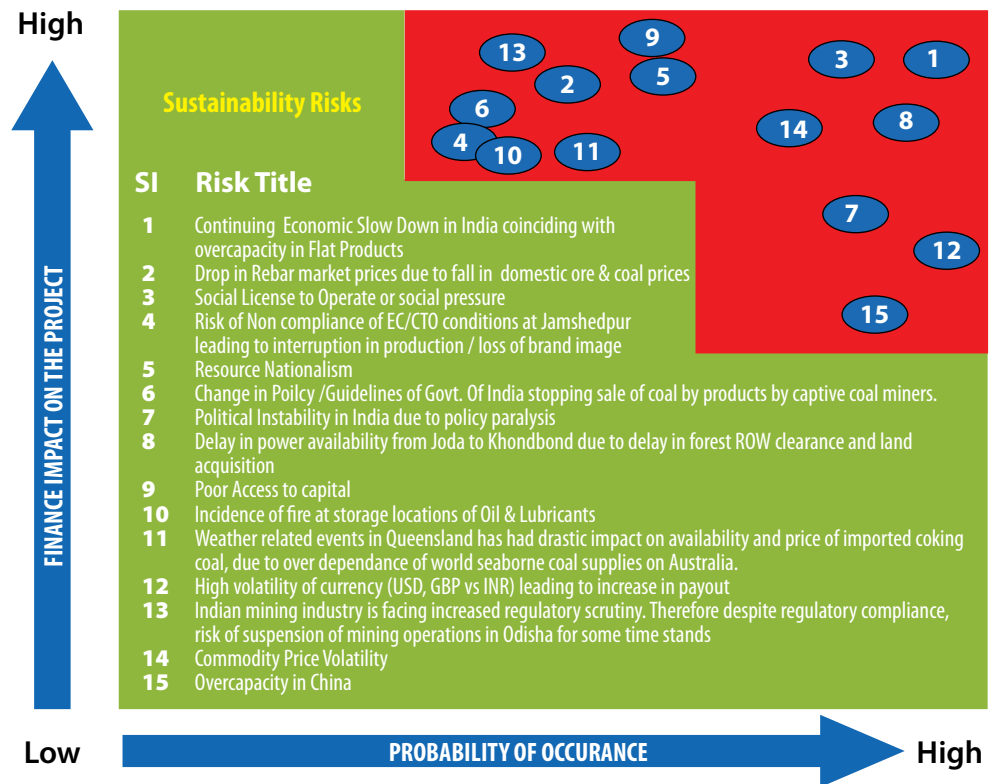 High
13
9
3
1
2
5
Sustainability Risks
6
14
8
4
10
11
SI Risk Title
7
12
15
1 Continuing Economic Slow Down in India coinciding with
overcapacity in Flat Products
2 Drop in Rebar market prices due to fall in domestic ore & coal prices
3 Social License to Operate or social pressure
4 Risk of Non compliance of EC/CTO conditions at Jamshedpur
leading to interruption in production / loss of brand image
5 Resource Nationalism
6 Change in Poilcy /Guidelines of Govt. Of India stopping sale of coal by products by captive coal miners.
7 Political Instability in India due to policy paralysis
8 Delay in power availability from Joda to Khondbond due to delay in forest ROW clearance and land
acquisition
9 Poor Access to capital
10 Incidence of fire at storage locations of Oil & Lubricants
11 Weather related events in Queensland has had drastic impact on availability and price of imported coking
coal, due to over dependance of world seaborne coal supplies on Australia.
12 High volatility of currency (USD, GBP vs INR) leading to increase in payout
13 Indian mining industry is facing increased regulatory scrutiny. Therefore despite regulatory compliance,
risk of suspension of mining operations in Odisha for some time stands
14 Commodity Price Volatility
15 Overcapacity in China
FINANCE IMPACT ON THE PROJECT
Low
PROBABILITY OF OCCURANCE
High